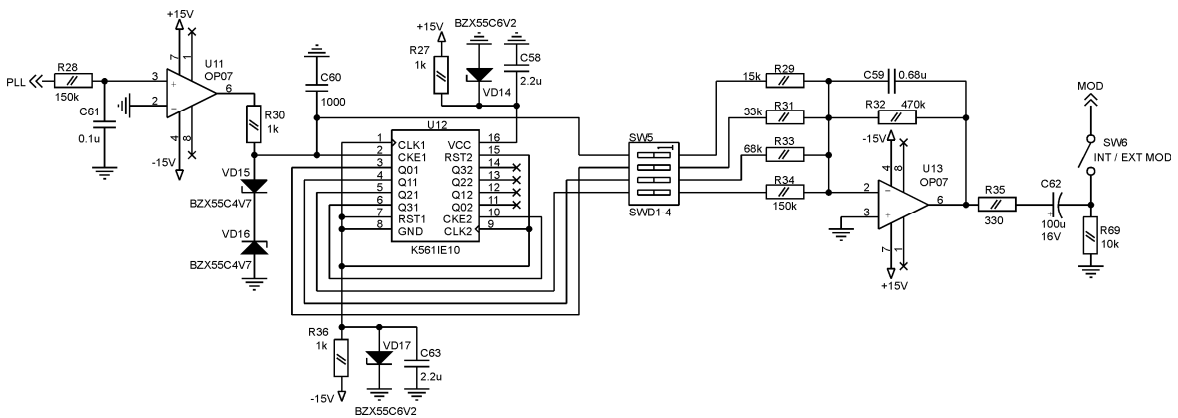 +15V
7
1
U11
OP07
PLL
R28
150k
3
2
6
C61
0.1u
4
8
-15V
R30
1k
C60
1000
+15V
R27
1k
BZX55C6V2
VD14
C58
2.2u
VD15
BZX55C4V7
VD16
BZX55C4V7
U12
1 CLK1 VCC 16
2 CKE1 RST2 15
3 Q01 Q32 14
4 Q11 Q22 13
5 Q21 Q12 12
6 Q31 Q02 11
7 RST1 CKE2 10
8 GND CLK2 9
K561IE10
R36
1k
-15V
VD17
BZX55C6V2
C63
2.2u
SW5
1
SWD1 4
15k R29
33k R31
68k R33
R34
150k
C59 0.68u
R32 470k
-15V
4
8
U13
OP07
2
3
6
7
1
+15V
R35
330
C62
100u
16V
+
MOD
SW6
INT / EXT MOD
R69
10k